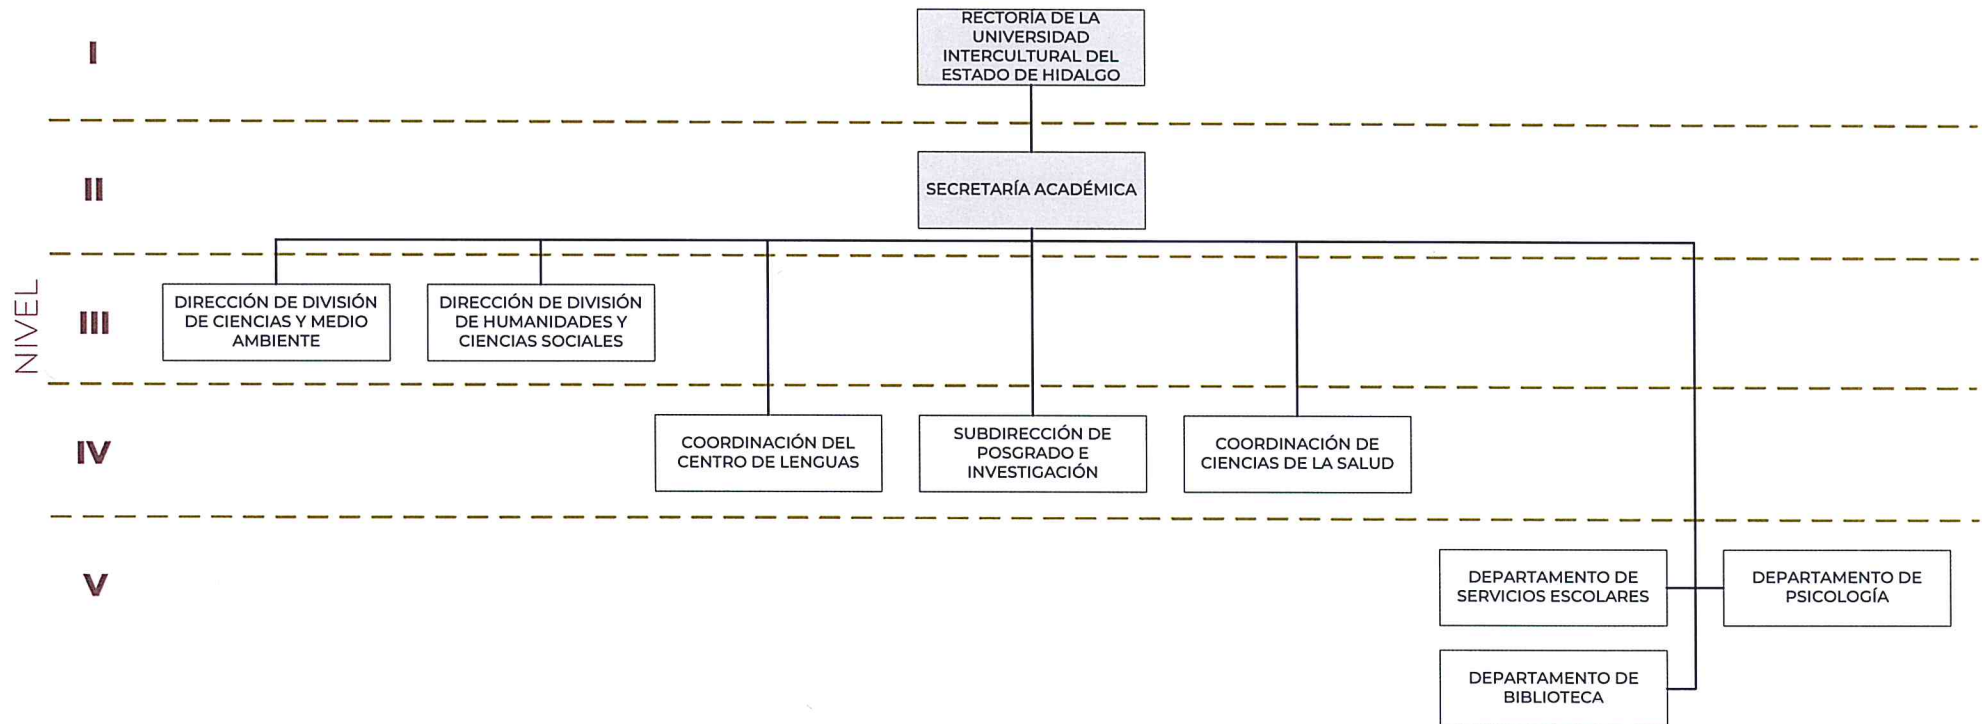 I
RECTORÍA DE LA
UNIVERSIDAD
INTERCULTURAL DEL
ESTADO DE HIDALGO
II
SECRETARÍA ACADÉMICA
NIVEL
III
DIRECCIÓN DE DIVISIÓN
DE CIENCIAS Y MEDIO
AMBIENTE
DIRECCIÓN DE DIVISIÓN
DE HUMANIDADES Y
CIENCIAS SOCIALES
IV
COORDINACIÓN DEL
CENTRO DE LENGUAS
SUBDIRECCIÓN DE
POSGRADO E
INVESTIGACIÓN
COORDINACIÓN DE
CIENCIAS DE LA SALUD
V
DEPARTAMENTO DE
SERVICIOS ESCOLARES
DEPARTAMENTO DE
PSICOLOGÍA
DEPARTAMENTO DE
BIBLIOTECA